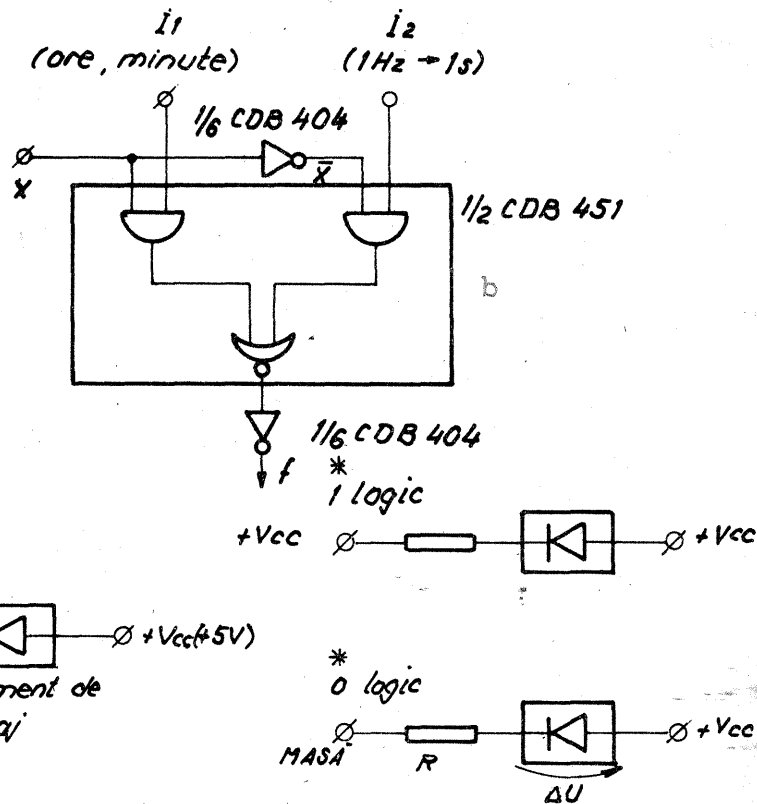 i1
i2
(ore, minute)
(1Hz → 1s)
1/6 CDB 404
X
X̄
1/2 CDB 451
b
1/6 CDB 404
f
*
1 logic
+Vcc
+Vcc
+Vcc(+5V)
ment de
aj
*
0 logic
MASĂ
R
+Vcc
ΔU